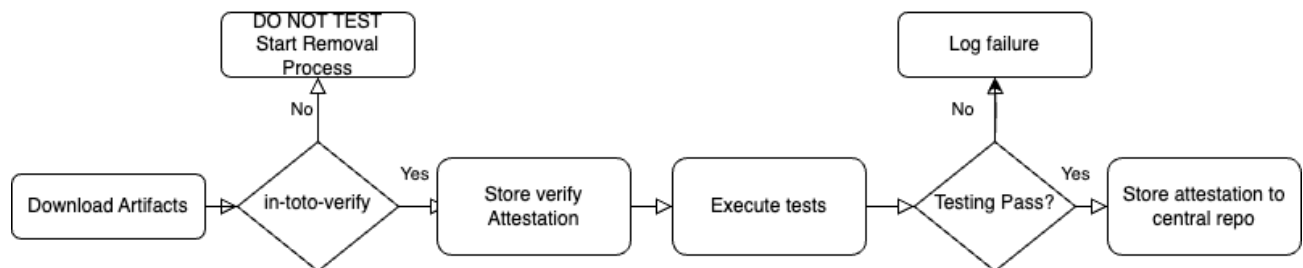 DO NOT TEST
Start Removal
Process
Log failure
No
No
Download Artifacts
in-toto-verify
Yes
Store verify
Attestation
Execute tests
Testing Pass?
Yes
Store attestation to
central repo